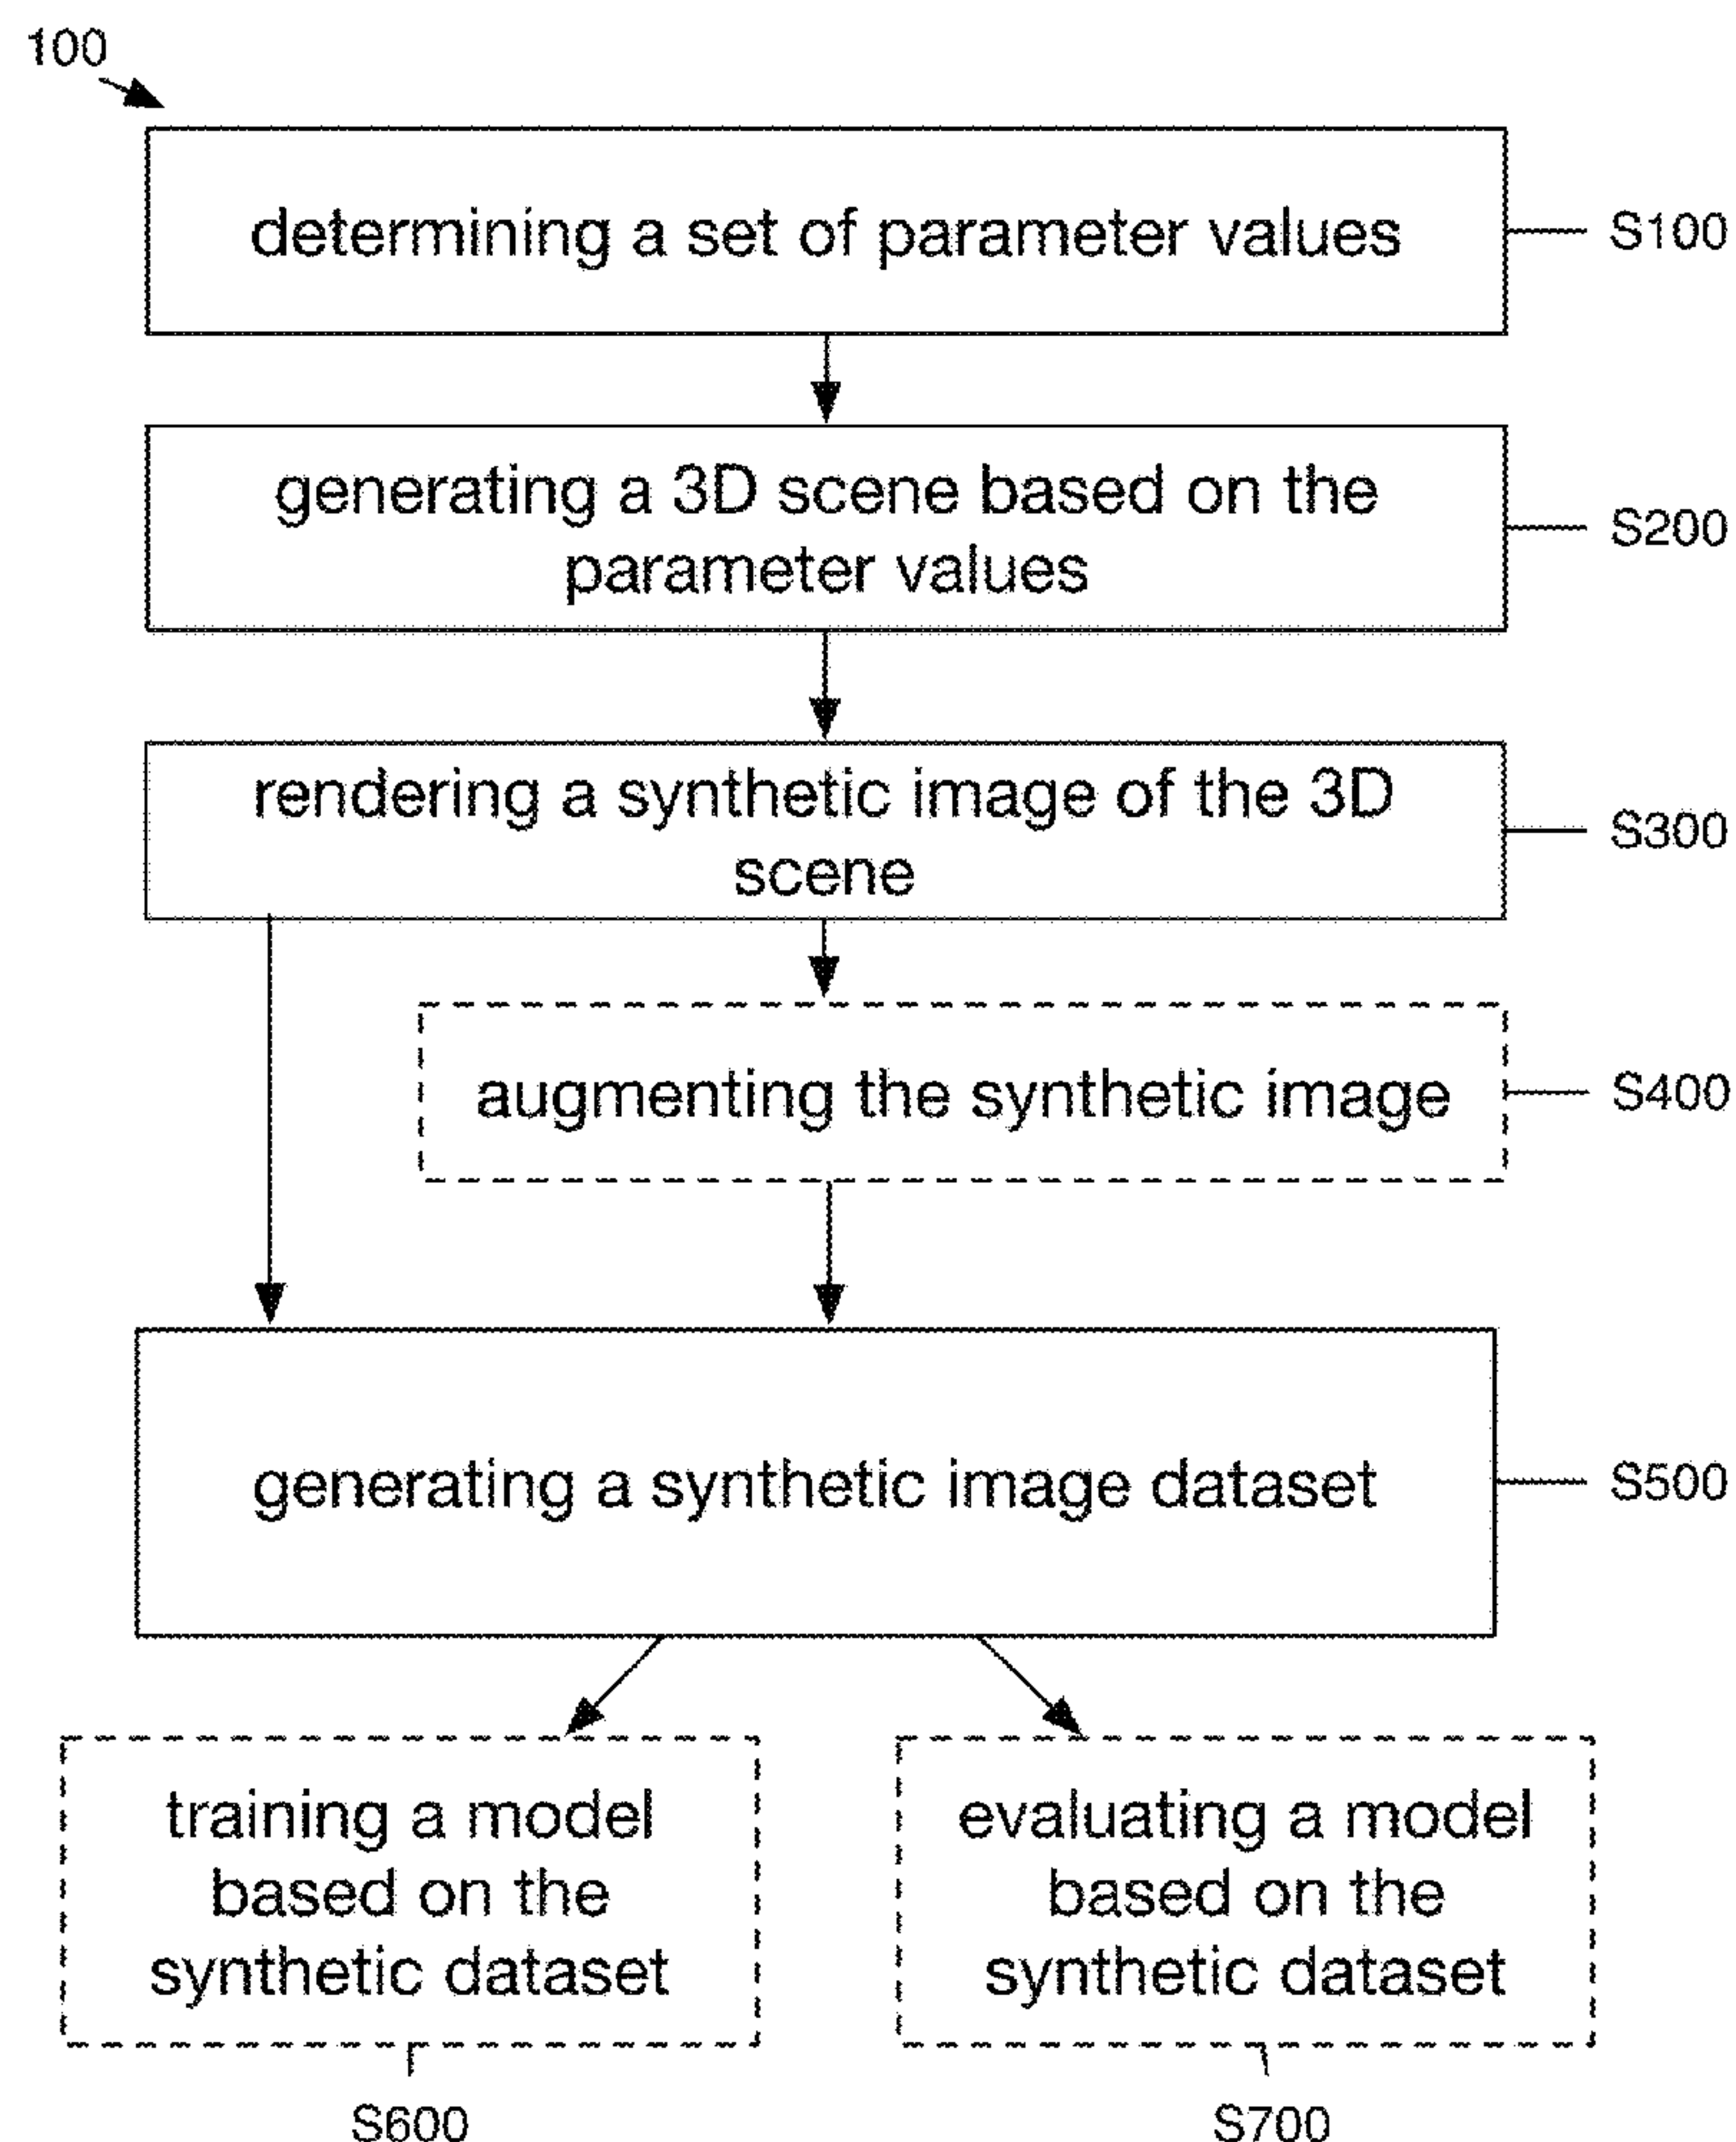 100
determining a set of parameter values
S100
generating a 3D scene based on the
parameter values
S200
rendering a synthetic image of the 3D
scene
S300
augmenting the synthetic image
S400
generating a synthetic image dataset
S500
training a model
based on the
synthetic dataset
S600
evaluating a model
based on the
synthetic dataset
S700